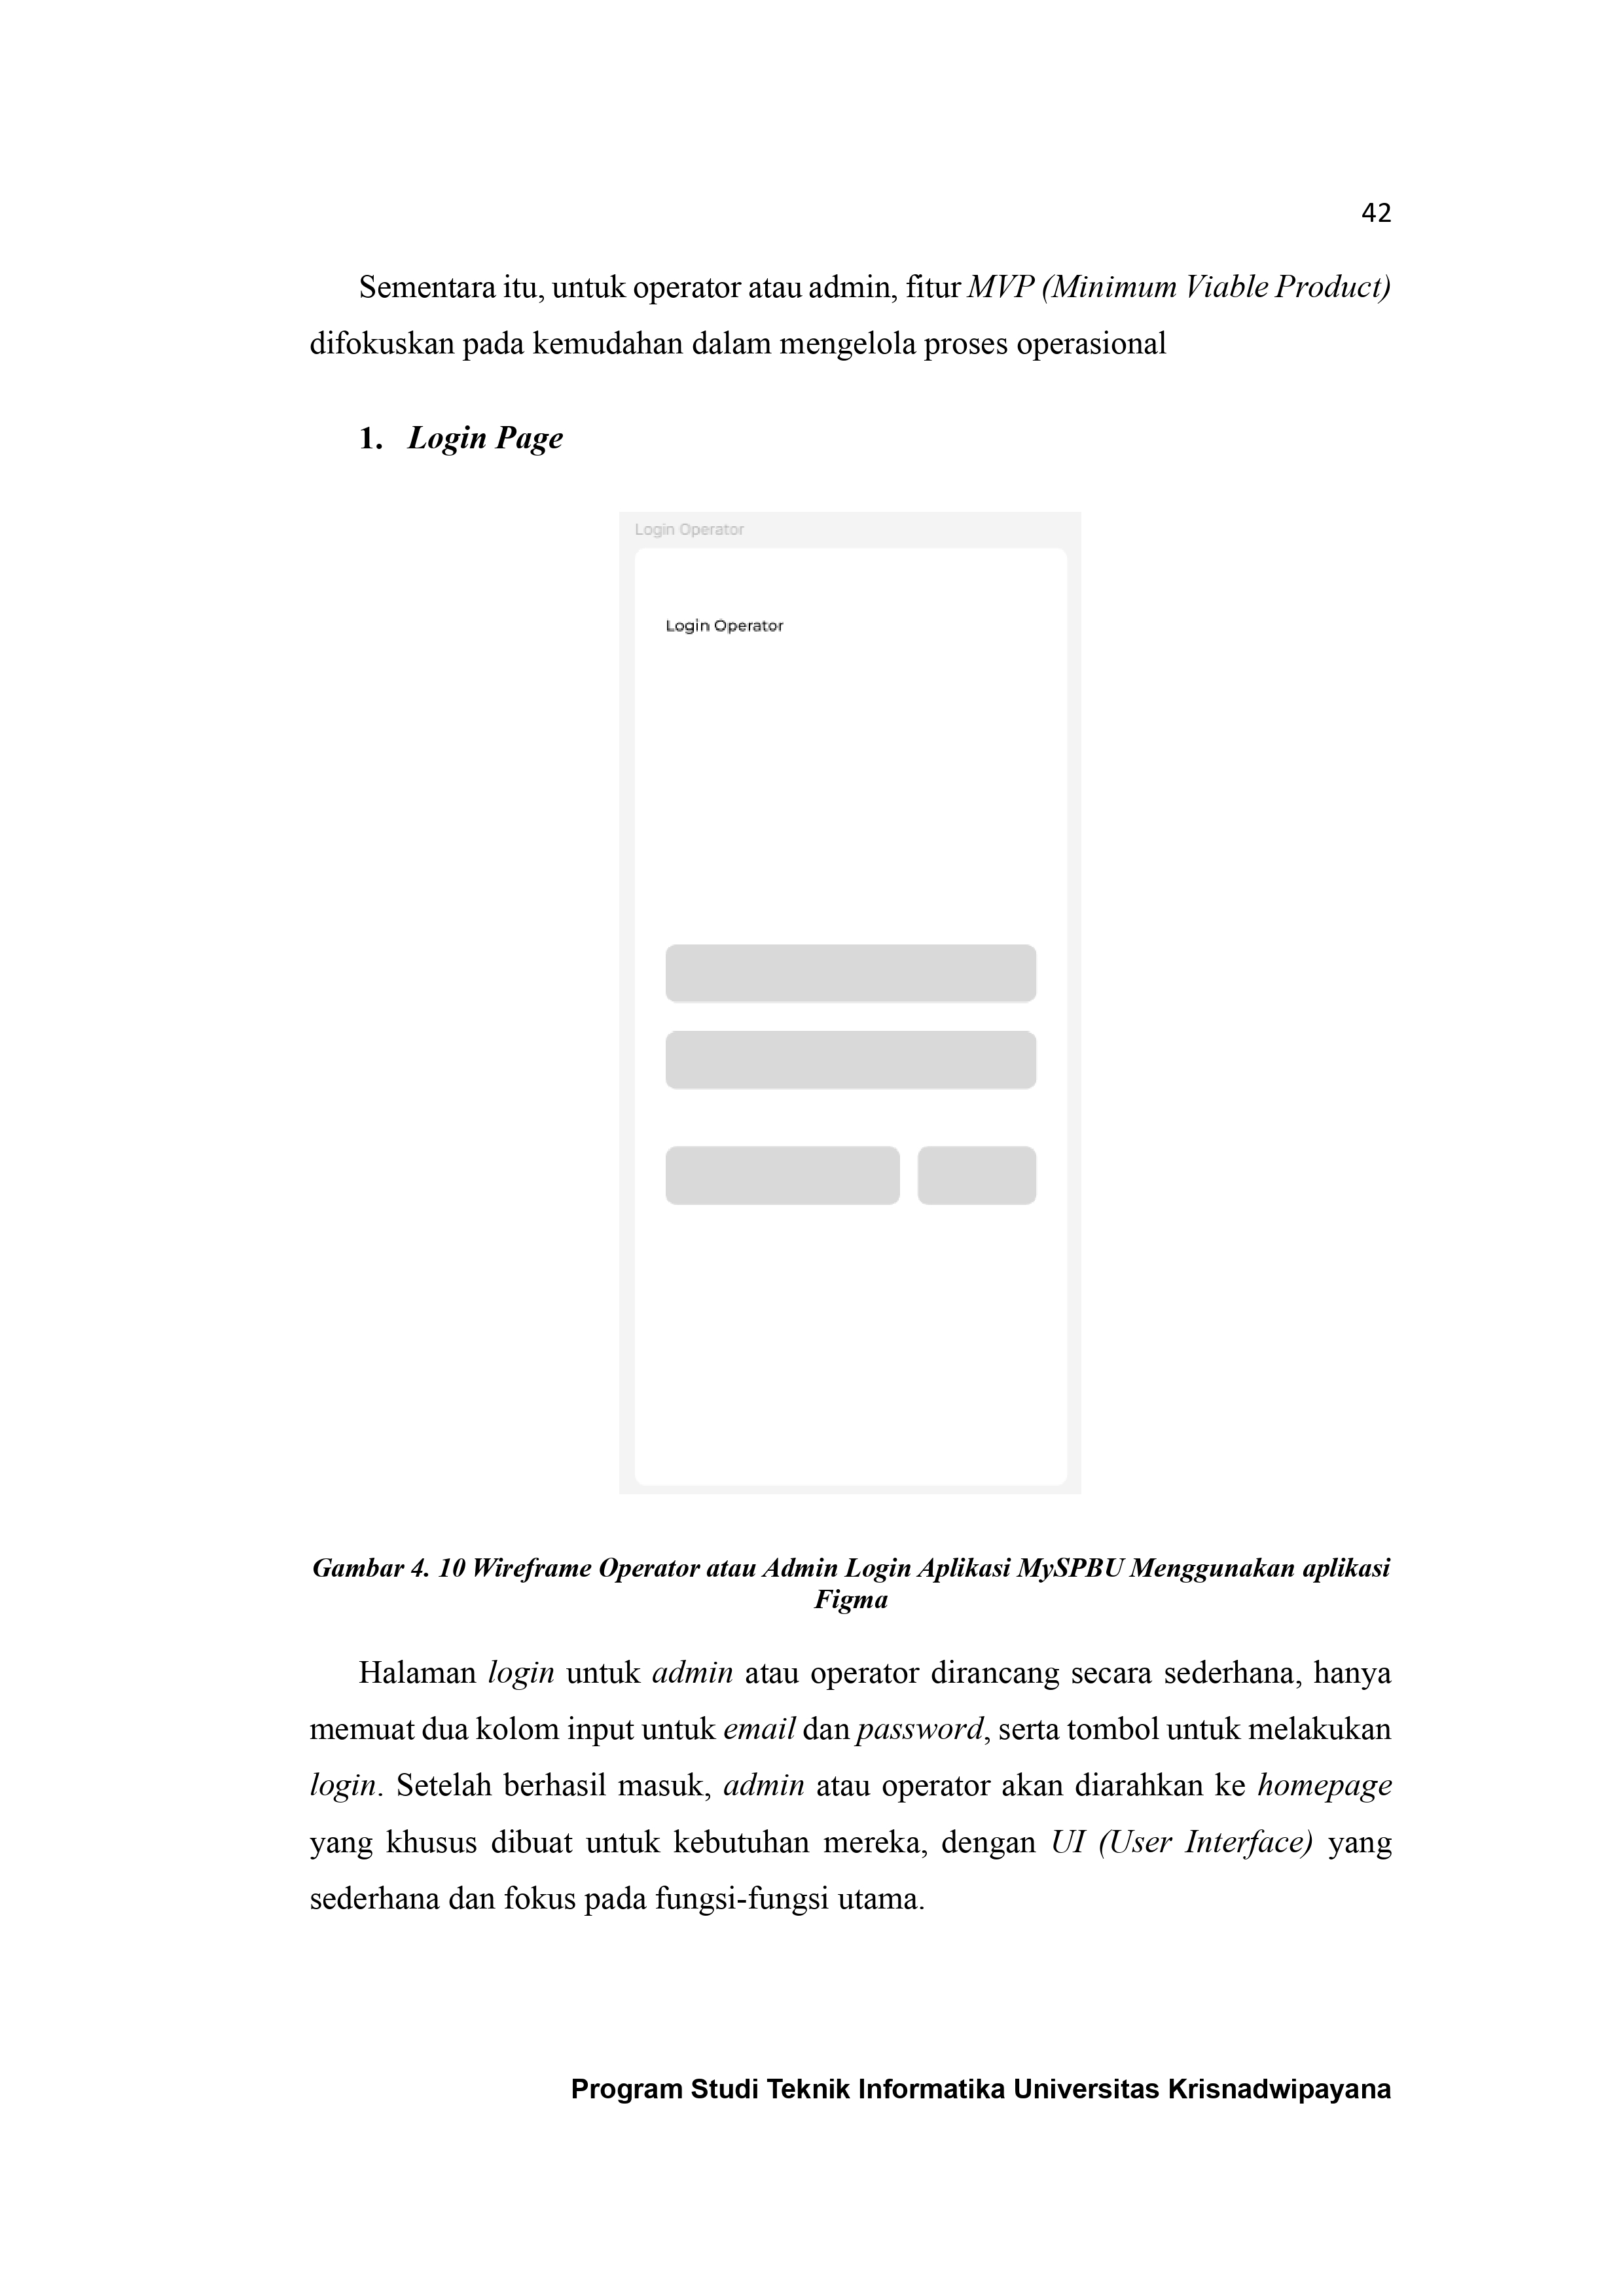 42
Sementara itu, untuk operator atau admin, fitur MVP (Minimum Viable Product)
difokuskan pada kemudahan dalam mengelola proses operasional
1. Login Page
Login Operator
Login Operator
Gambar 4. 10 Wireframe Operator atau Admin Login Aplikasi MySPBU Menggunakan aplikasi
Figma
Halaman login untuk admin atau operator dirancang secara sederhana, hanya
memuat dua kolom input untuk email dan password, serta tombol untuk melakukan
login. Setelah berhasil masuk, admin atau operator akan diarahkan ke homepage
yang khusus dibuat untuk kebutuhan mereka, dengan UI (User Interface) yang
sederhana dan fokus pada fungsi-fungsi utama.
Program Studi Teknik Informatika Universitas Krisnadwipayana